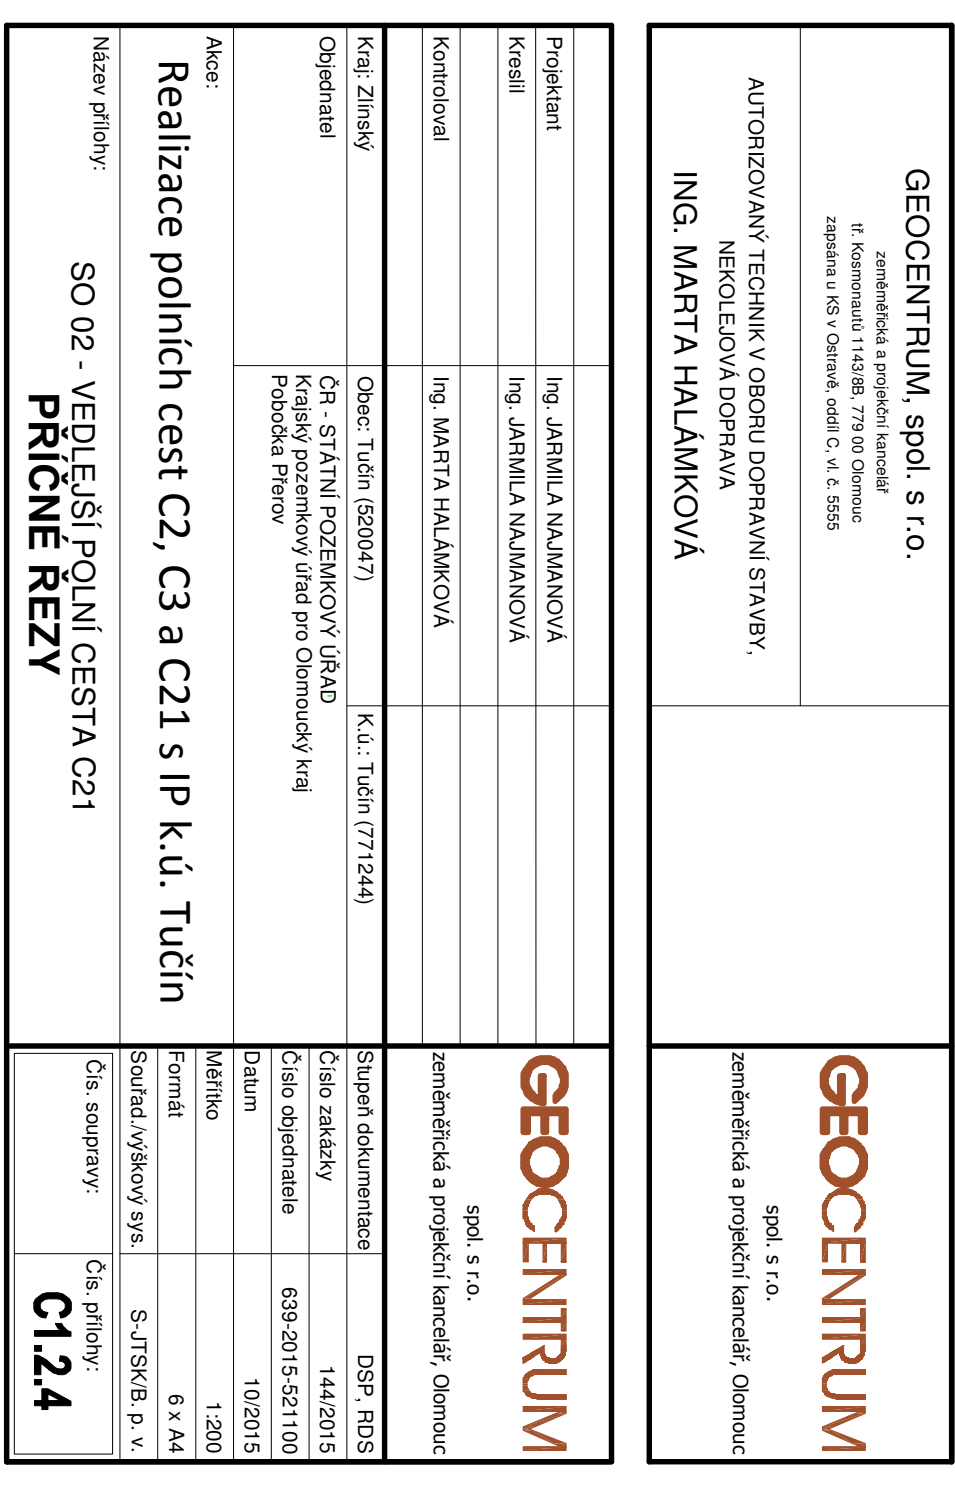 GEOCENTRUM, spol. s r.o.
zeměměřická a projekční kancelář
tř. Kosmonautů 1143/8B, 779 00 Olomouc
zapsána u KS v Ostravě, oddíl C, vl. č. 5555
AUTORIZOVANÝ TECHNIK V OBORU DOPRAVNÍ STAVBY,
NEKOLEJOVÁ DOPRAVA
ING. MARTA HALÁMKOVÁ
GEOCENTRUM
spol. s r.o.
zeměměřická a projekční kancelář, Olomouc
Projektant Ing. JARMILA NAJMANOVÁ
Kreslil Ing. JARMILA NAJMANOVÁ
Kontroloval Ing. MARTA HALÁMKOVÁ
GEOCENTRUM
spol. s r.o.
zeměměřická a projekční kancelář, Olomouc
Kraj: Zlínský Obec: Tučín (520047) K.ú.: Tučín (771244)
Objednatel ČR - STÁTNÍ POZEMKOVÝ ÚŘAD
Krajský pozemkový úřad pro Olomoucký kraj
Pobočka Přerov
Akce:
Realizace polních cest C2, C3 a C21 s IP k.ú. Tučín
Název přílohy:
SO 02 - VEDLEJŠÍ POLNÍ CESTA C21
PŘÍČNÉ ŘEZY
Stupeň dokumentace DSP, RDS
Číslo zakázky 144/2015
Číslo objednatele 639-2015-521100
Datum 10/2015
Měřítko 1:200
Formát 6 x A4
Souřad./výškový sys. S-JTSK/B. p. v.
Čís. soupravy: Čís. přílohy:
C1.2.4